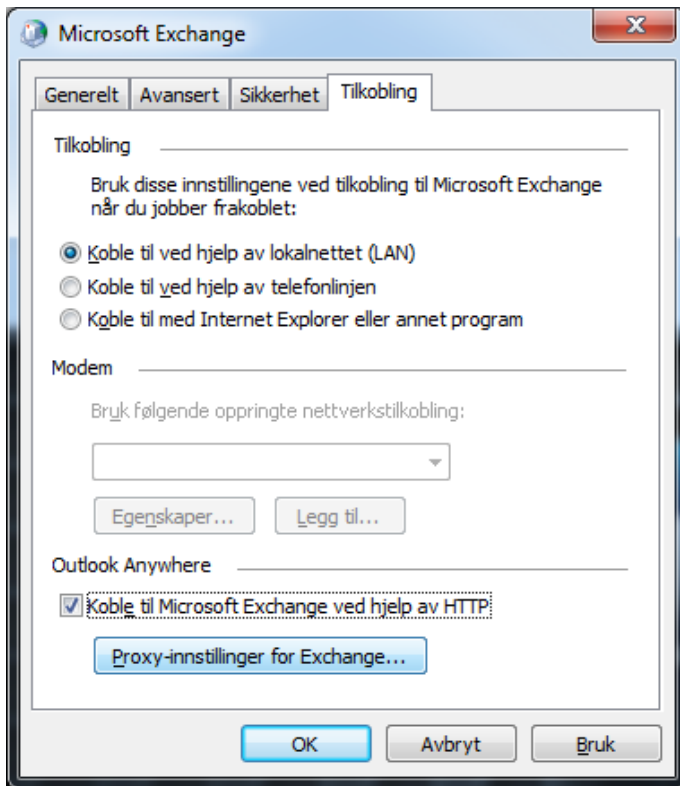 Microsoft Exchange
Generelt Avansert Sikkerhet Tilkobling
Tilkobling
Bruk disse innstillingene ved tilkobling til Microsoft Exchange
når du jobber frakoblet:
Koble til ved hjelp av lokalnettet (LAN)
Koble til ved hjelp av telefonlinjen
Koble til med Internet Explorer eller annet program
Modem
Bruk følgende oppringte nettverkstilkobling:
Egenskaper... Legg til...
Outlook Anywhere
Koble til Microsoft Exchange ved hjelp av HTTP
Proxy-innstillinger for Exchange...
OK Avbryt Bruk